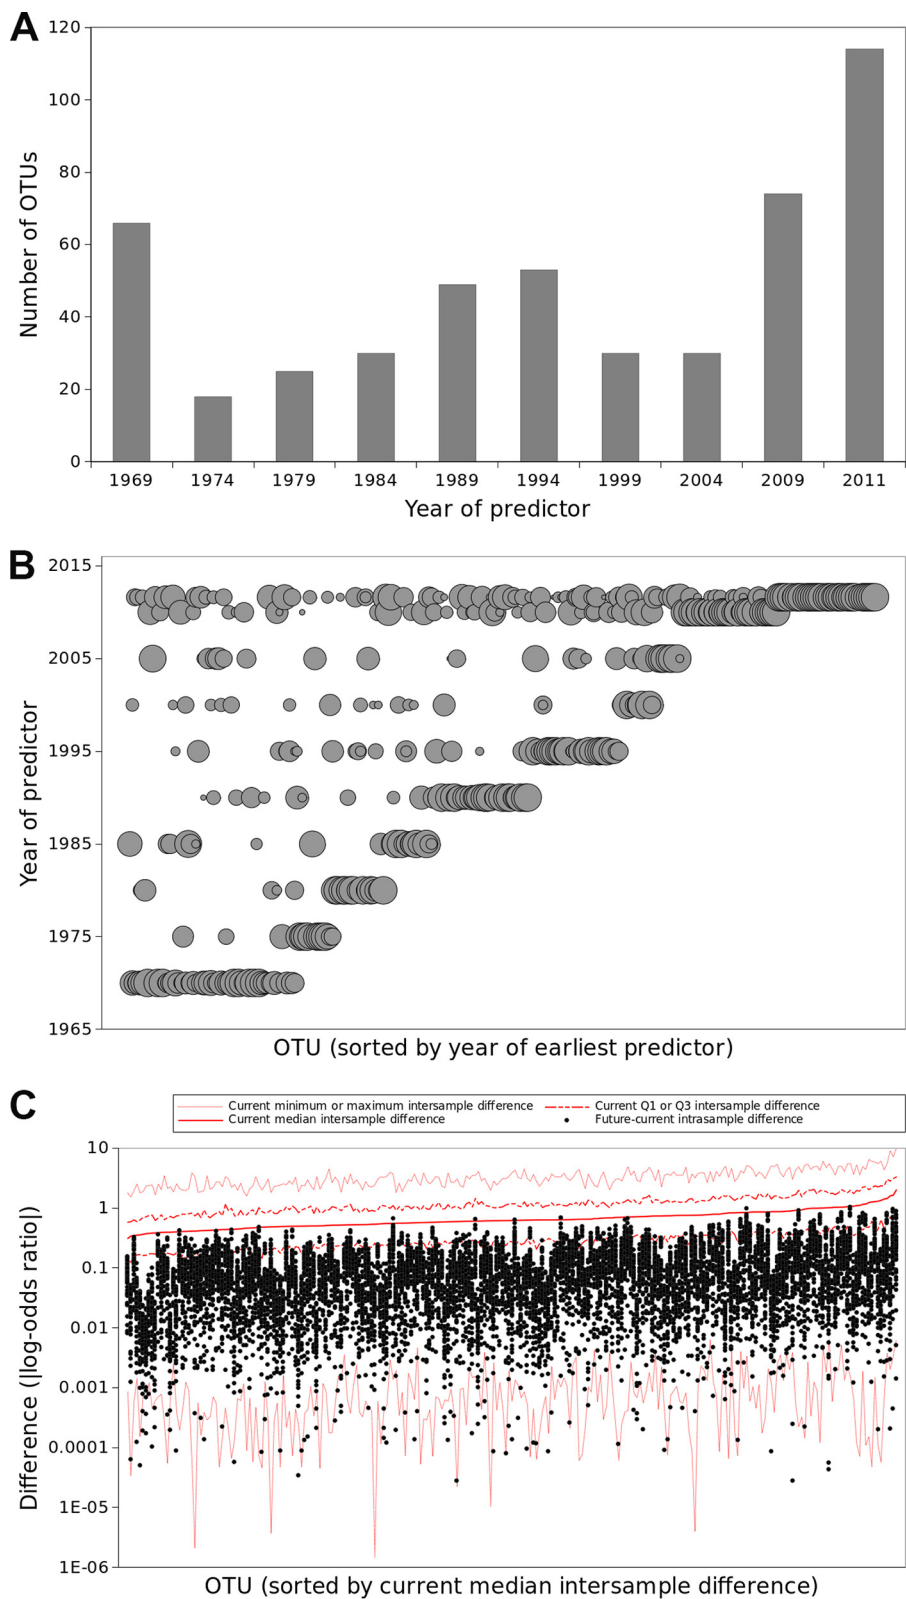 A
120
100
80
60
40
20
0
Number of OTUs
1969 1974 1979 1984 1989 1994 1999 2004 2009 2011
Year of predictor
B
2015
2005
1995
1985
1975
1965
Year of predictor
OTU (sorted by year of earliest predictor)
C
Current minimum or maximum intersample difference
Current Q1 or Q3 intersample difference
Current median intersample difference
Future-current intrasample difference
10
1
0.1
0.01
0.001
0.0001
1E-05
1E-06
Difference (|log-odds ratio|)
OTU (sorted by current median intersample difference)